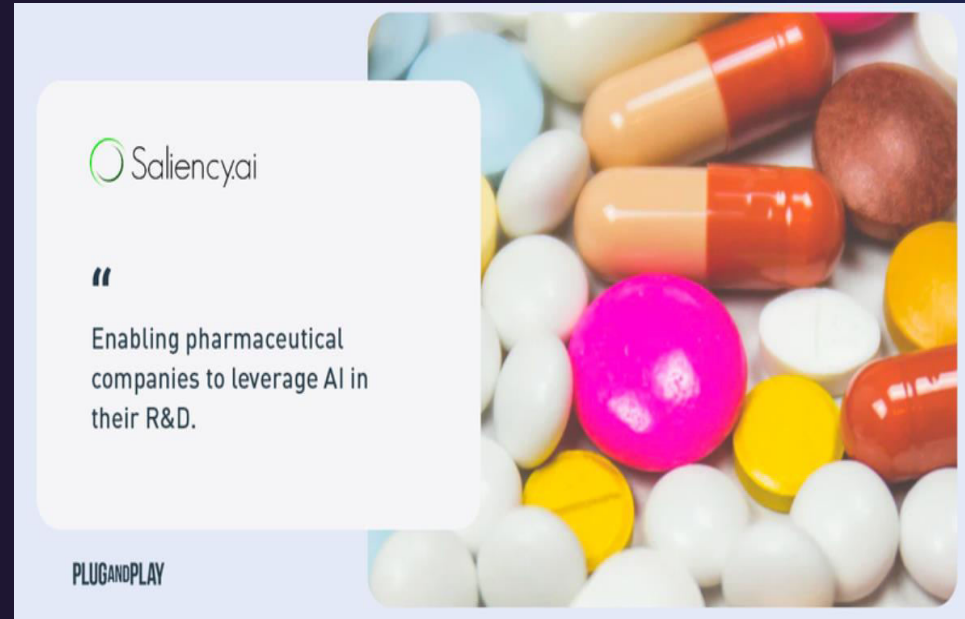 Saliency.ai
“
Enabling pharmaceutical
companies to leverage AI in
their R&D.
PLUGANDPLAY